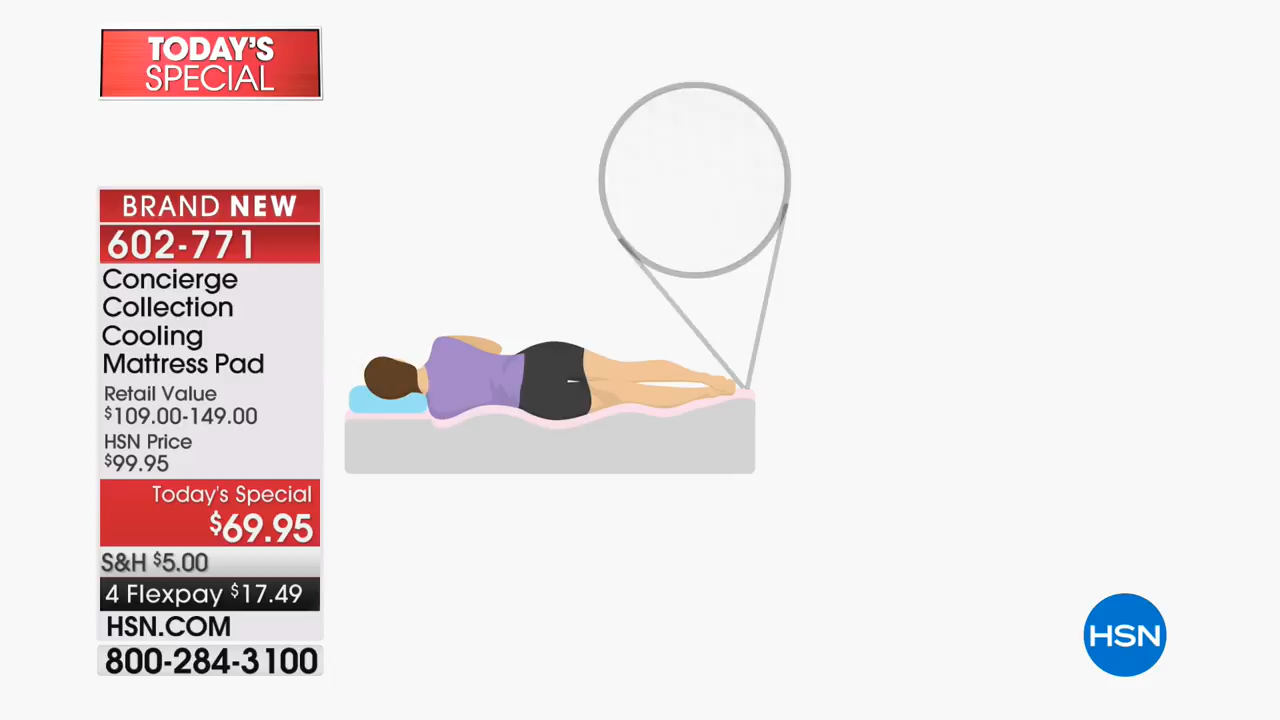 TODAY'S
SPECIAL
BRAND NEW
602-771
Concierge
Collection
Cooling
Mattress Pad
Retail Value
$109.00-149.00
HSN Price
$99.95
Today's Special
$69.95
S&H $5.00
4 Flexpay $17.49
HSN.COM
800-284-3100
HSN